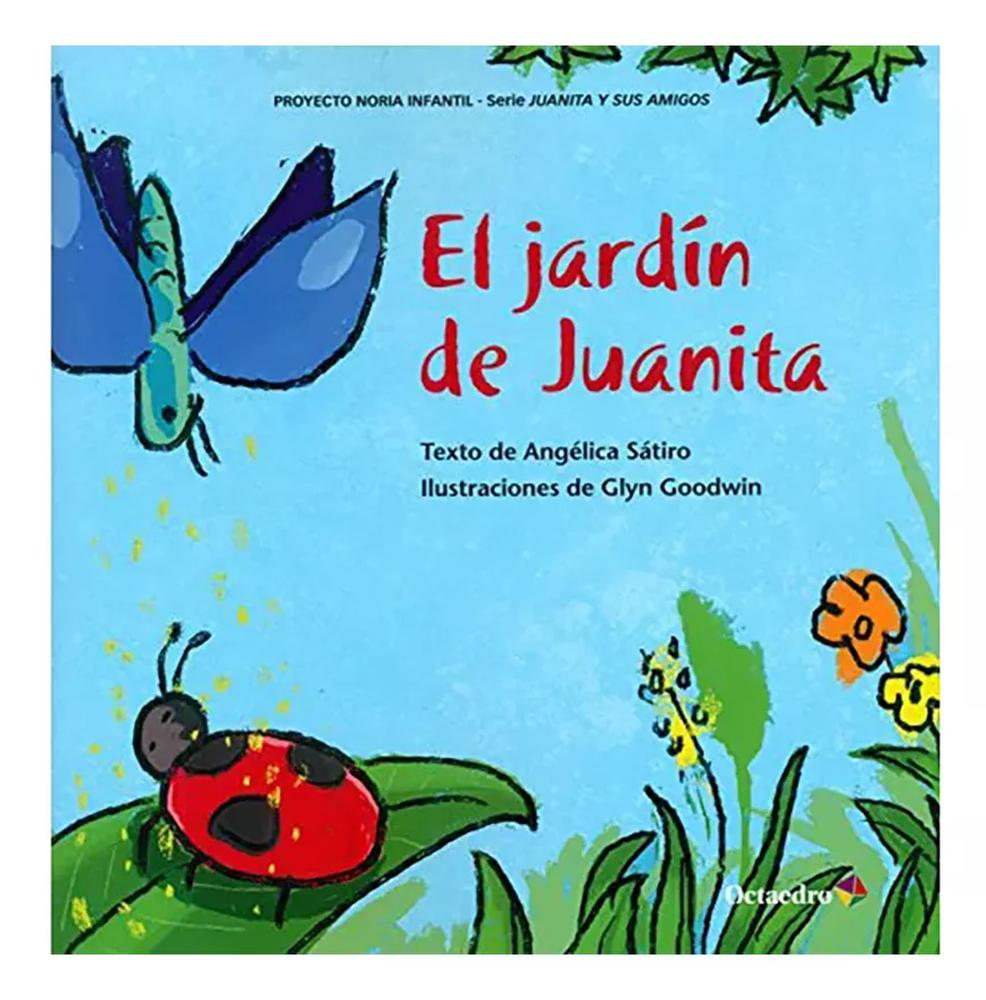 PROYECTO NORIA INFANTIL - Serie JUANITA Y SUS AMIGOS
El jardín
de Juanita
Texto de Angélica Sátiro
Ilustraciones de Glyn Goodwin
Octaedro